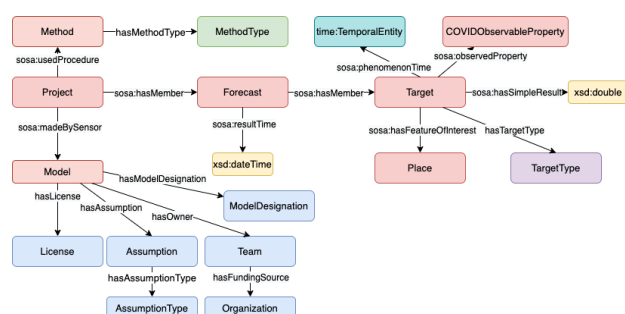 Method
hasMethodType
MethodType
time:TemporalEntity
COVIDObservableProperty
sosa:usedProcedure
sosa:phenomenonTime
sosa:observedProperty
Project
sosa:hasMember
Forecast
sosa:hasMember
Target
sosa:hasSimpleResult
xsd:double
sosa:madeBySensor
sosa:resultTime
sosa:hasFeatureOfInterest
hasTargetType
xsd:dateTime
Model
hasModelDesignation
Place
TargetType
hasLicense
hasAssumption
hasOwner
ModelDesignation
License
Assumption
Team
hasAssumptionType
hasFundingSource
AssumptionType
Organization